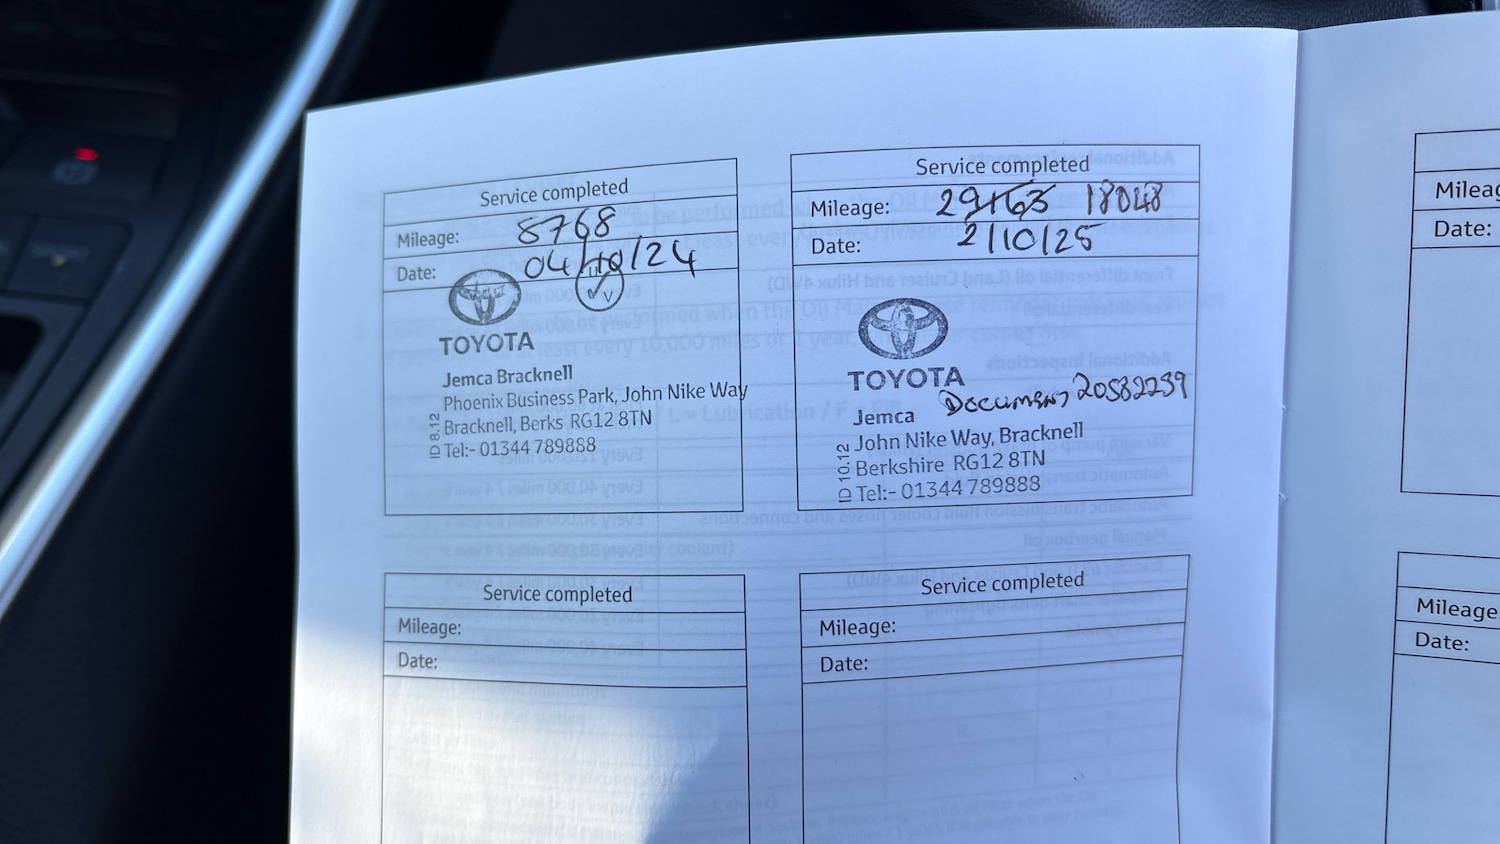 Service completed
Mileage: 8768
Date: 04/10/24
TOYOTA
Jemca Bracknell
Phoenix Business Park, John Nike Way
Bracknell, Berks RG12 8TN
Tel:- 01344 789888
ID 8.12
Service completed
Mileage: 29163 18048
Date: 2/10/25
TOYOTA
Document 20582239
Jemca
John Nike Way, Bracknell
Berkshire RG12 8TN
Tel:- 01344 789888
ID 10.12
Service completed
Mileage:
Date:
Service completed
Mileage:
Date:
Mileag
Date:
Mileage
Date: